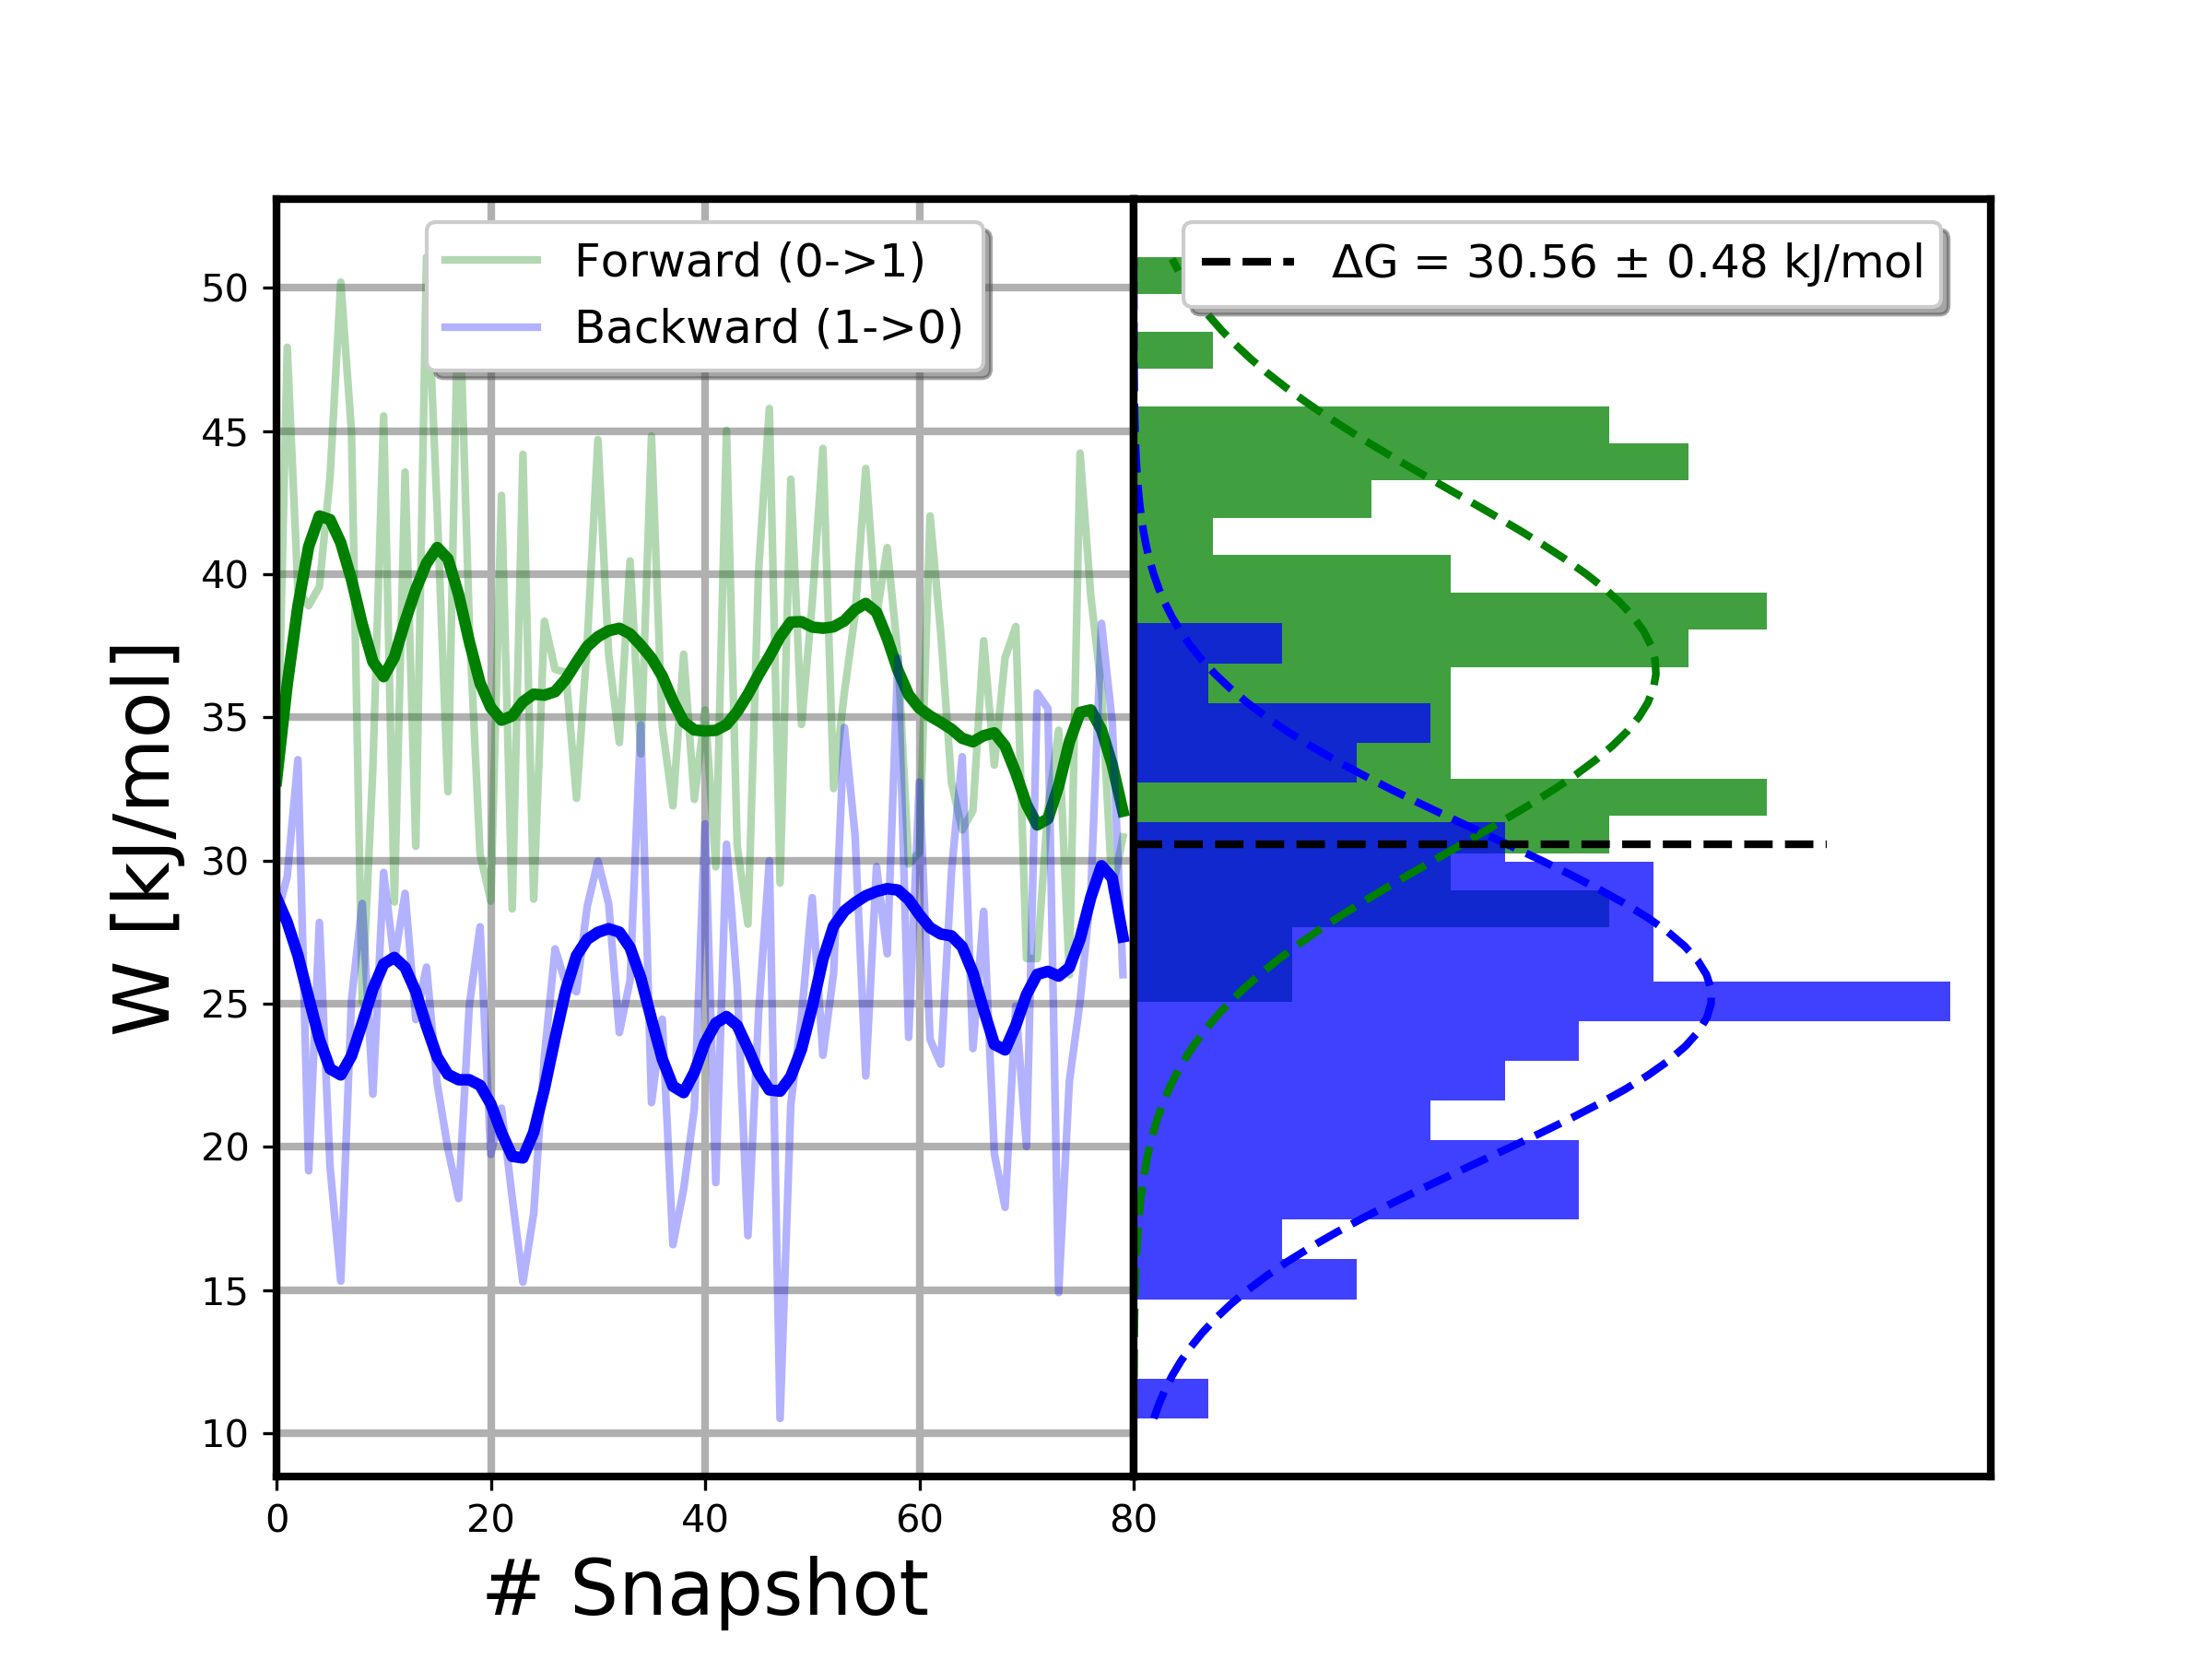 Forward (0->1)
Backward (1->0)
ΔG = 30.56 ± 0.48 kJ/mol
W [kJ/mol]
50
45
40
35
30
25
20
15
10
0 20 40 60 80
# Snapshot